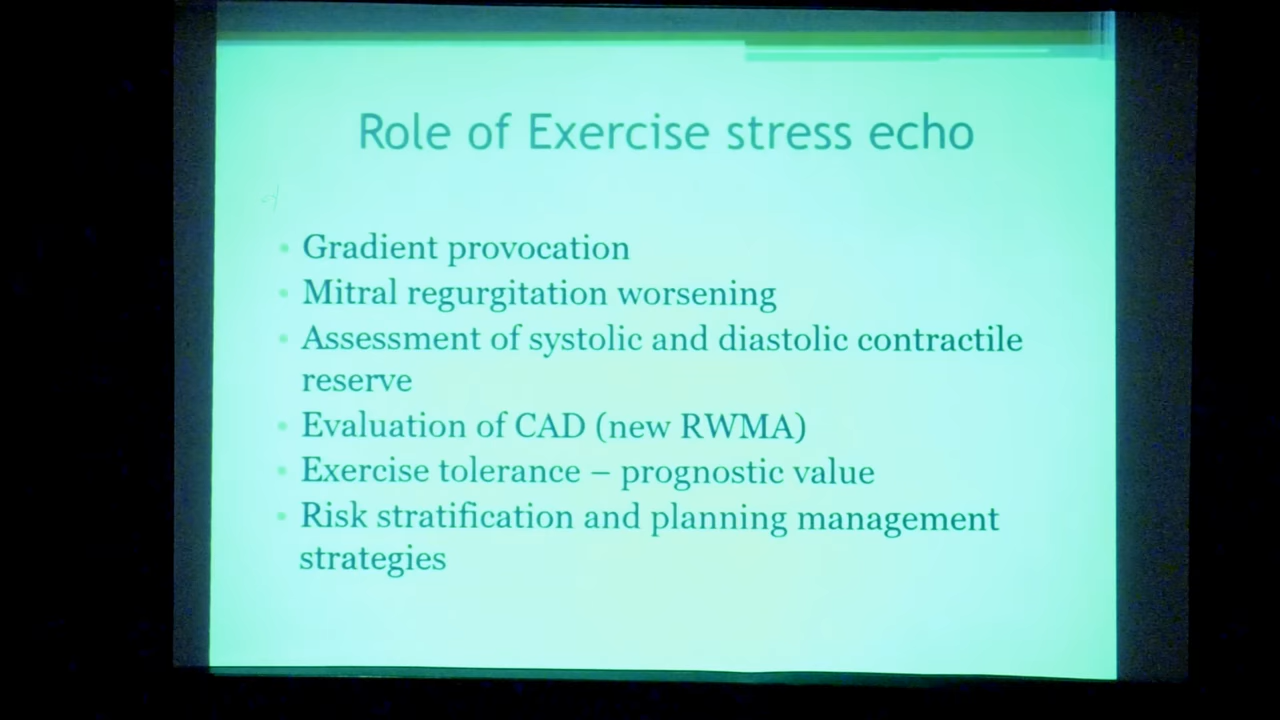 Role of Exercise stress echo
• Gradient provocation
• Mitral regurgitation worsening
• Assessment of systolic and diastolic contractile
reserve
• Evaluation of CAD (new RWMA)
• Exercise tolerance – prognostic value
• Risk stratification and planning management
strategies